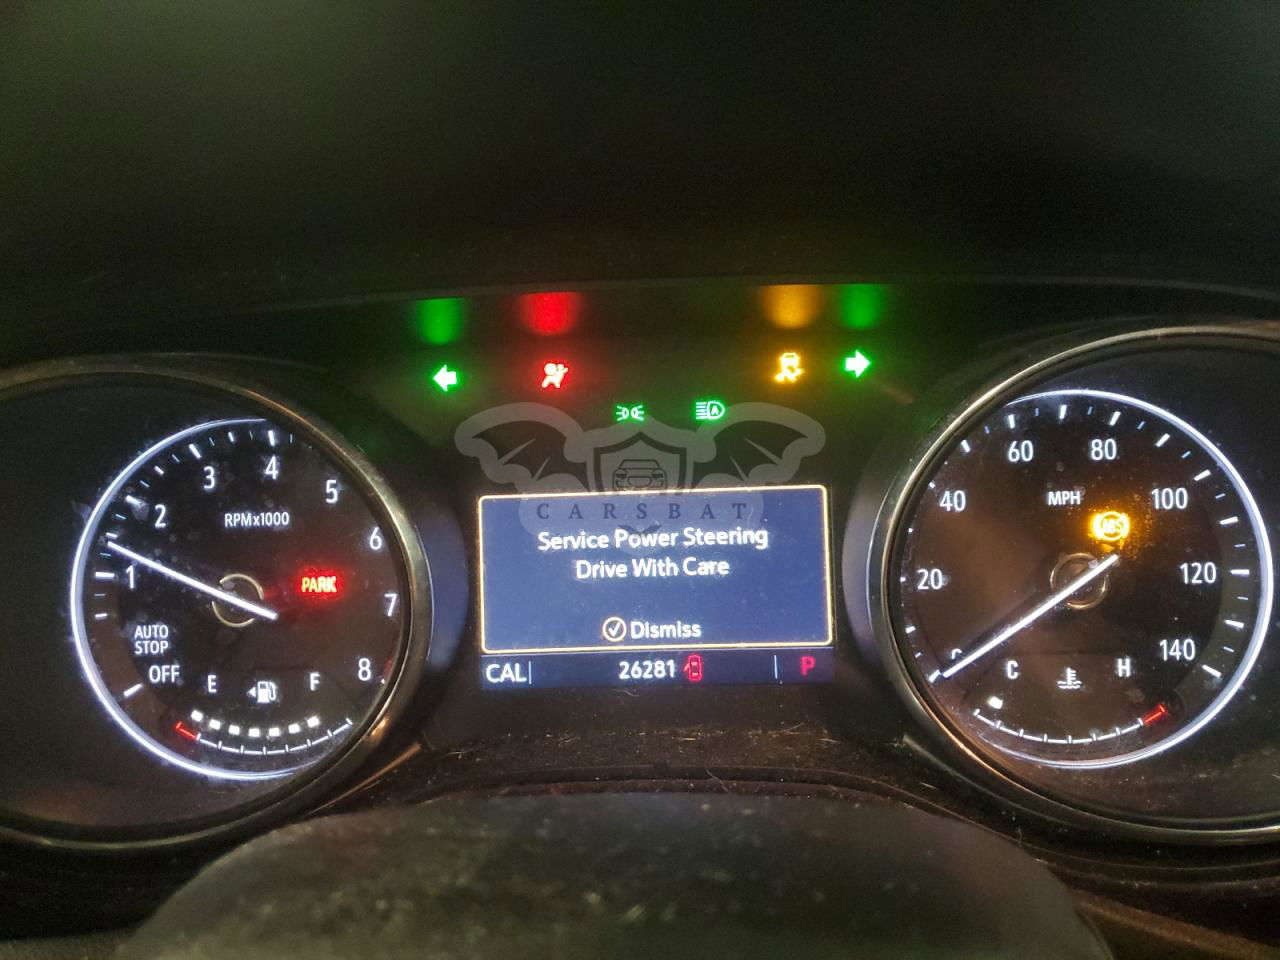 CARSBAT
Service Power Steering
Drive With Care
Dismiss
CAL
26281
P
1
2
3
4
5
6
7
8
RPMx1000
PARK
AUTO
STOP
OFF
E
F
20
40
60
80
100
120
140
MPH
ABS
C
H
A